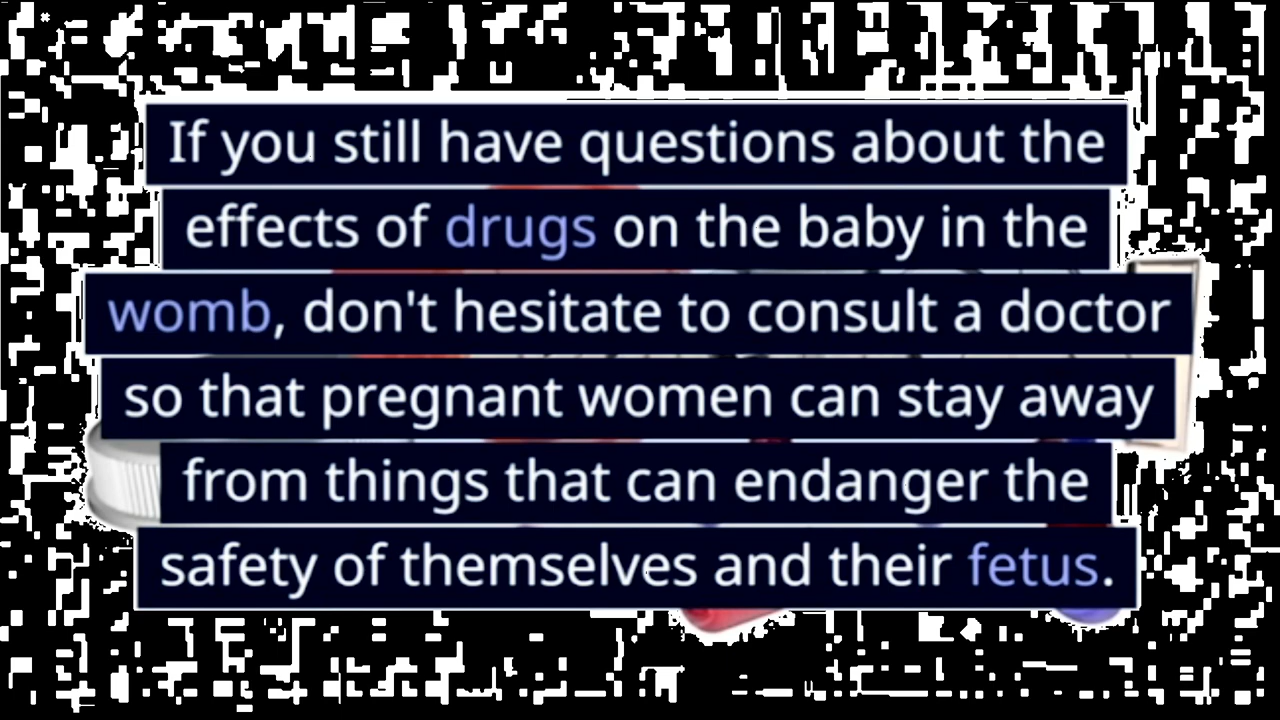 If you still have questions about the
effects of drugs on the baby in the
womb, don't hesitate to consult a doctor
so that pregnant women can stay away
from things that can endanger the
safety of themselves and their fetus.